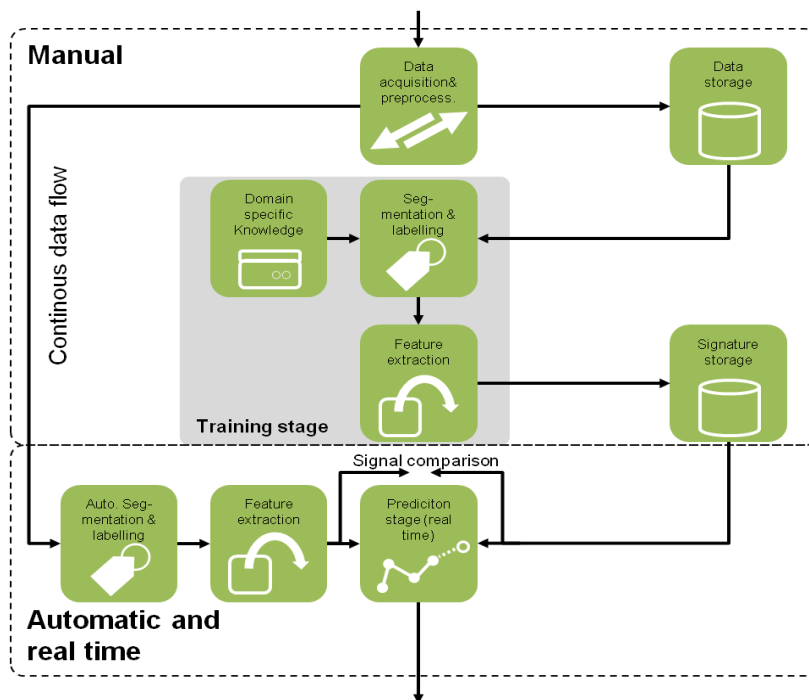 Manual
Data
acquisition&
preprocess.
Data
storage
Continous data flow
Domain
specific
Knowledge
Seg-
mentation &
labelling
Feature
extraction
Signature
storage
Training stage
Signal comparison
Auto. Seg-
mentation &
labelling
Feature
extraction
Prediciton
stage (real
time)
Automatic and
real time